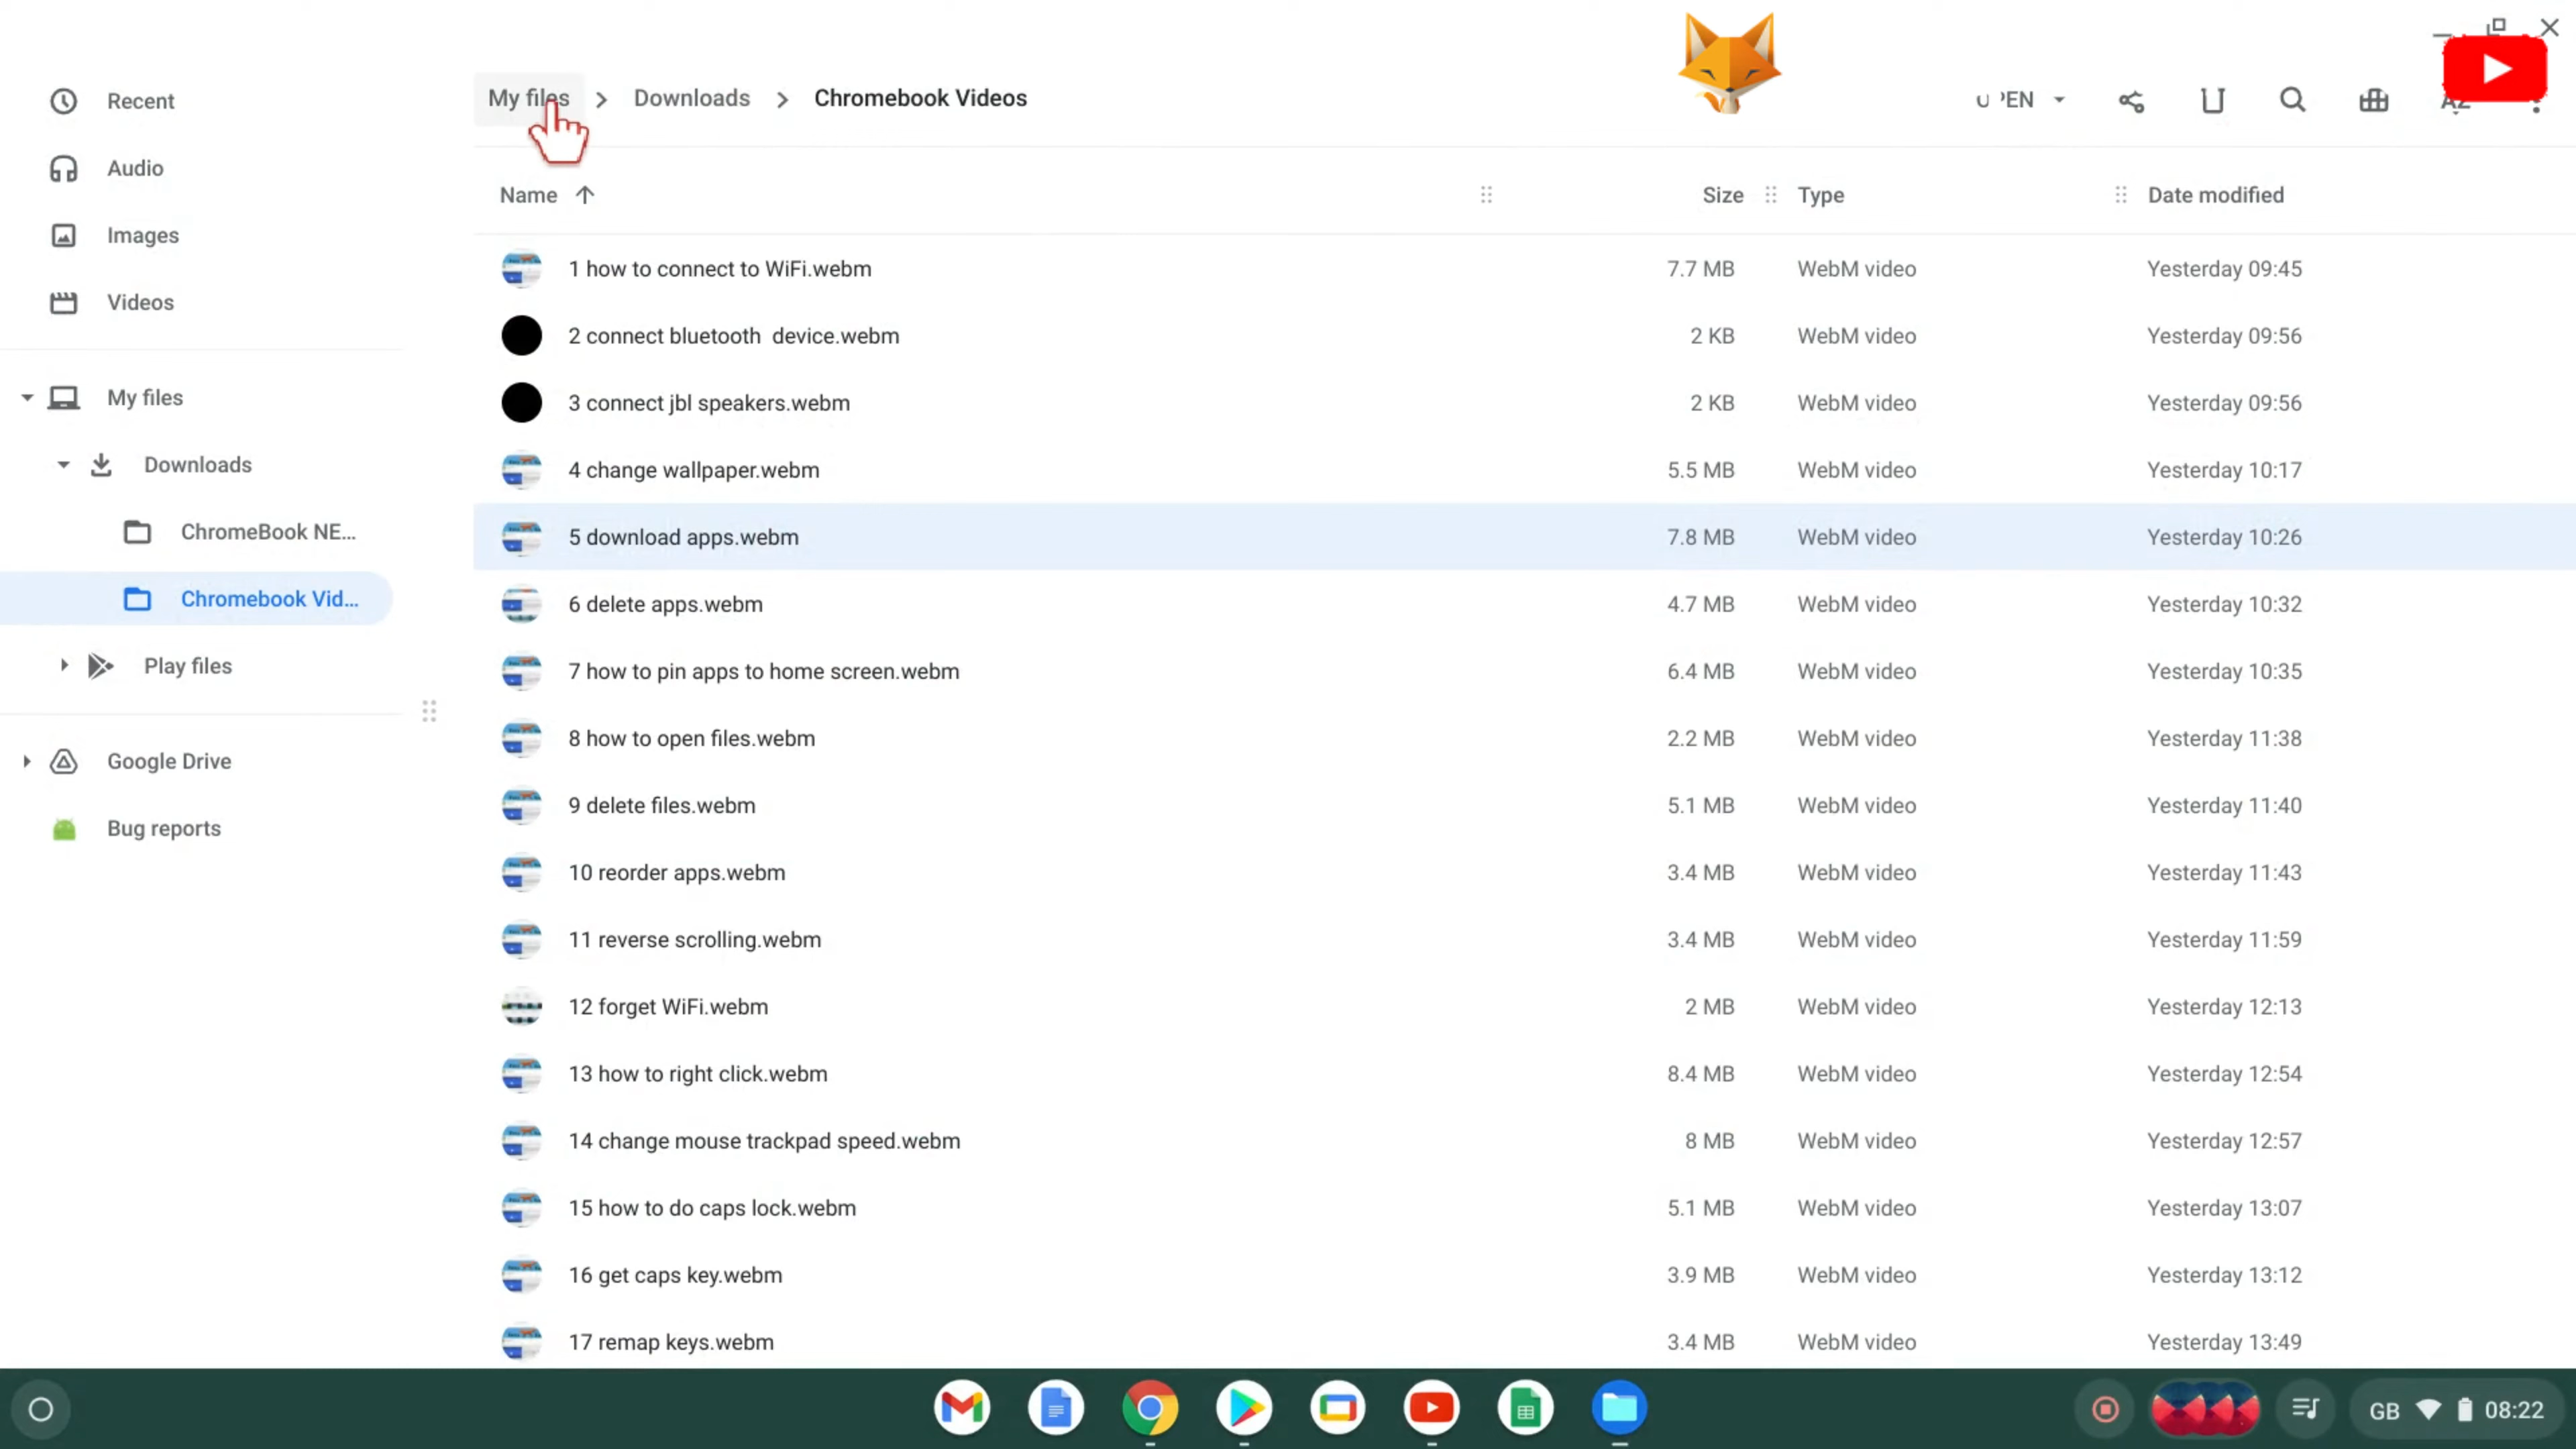 Recent
Audio
Images
Videos
My files
Downloads
ChromeBook NE...
Chromebook Vid...
Play files
Google Drive
Bug reports
My files > Downloads > Chromebook Videos
Name Size Type Date modified
1 how to connect to WiFi.webm 7.7 MB WebM video Yesterday 09:45
2 connect bluetooth  device.webm 2 KB WebM video Yesterday 09:56
3 connect jbl speakers.webm 2 KB WebM video Yesterday 09:56
4 change wallpaper.webm 5.5 MB WebM video Yesterday 10:17
5 download apps.webm 7.8 MB WebM video Yesterday 10:26
6 delete apps.webm 4.7 MB WebM video Yesterday 10:32
7 how to pin apps to home screen.webm 6.4 MB WebM video Yesterday 10:35
8 how to open files.webm 2.2 MB WebM video Yesterday 11:38
9 delete files.webm 5.1 MB WebM video Yesterday 11:40
10 reorder apps.webm 3.4 MB WebM video Yesterday 11:43
11 reverse scrolling.webm 3.4 MB WebM video Yesterday 11:59
12 forget WiFi.webm 2 MB WebM video Yesterday 12:13
13 how to right click.webm 8.4 MB WebM video Yesterday 12:54
14 change mouse trackpad speed.webm 8 MB WebM video Yesterday 12:57
15 how to do caps lock.webm 5.1 MB WebM video Yesterday 13:07
16 get caps key.webm 3.9 MB WebM video Yesterday 13:12
17 remap keys.webm 3.4 MB WebM video Yesterday 13:49
GB 08:22